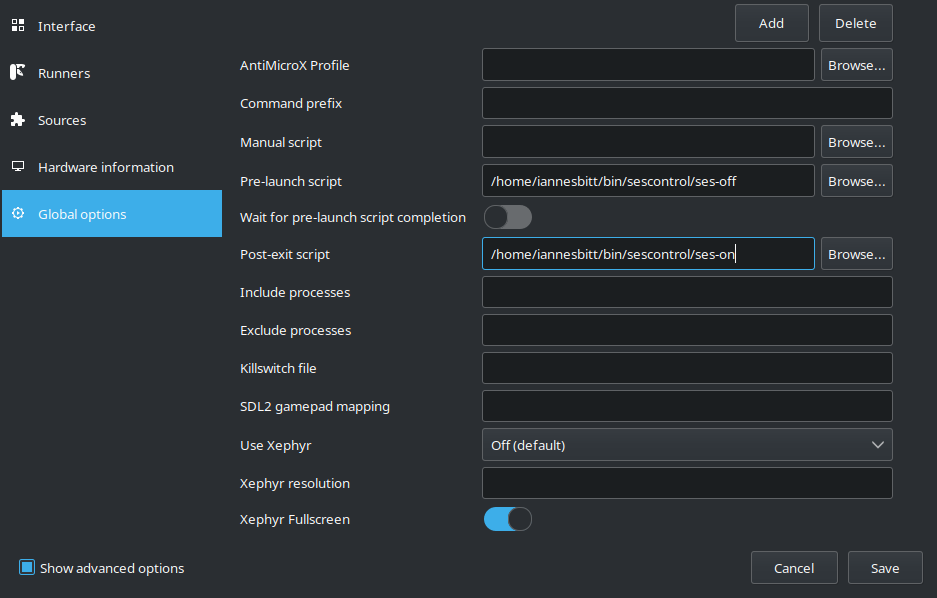 Interface
Runners
Sources
Hardware information
Global options
Add Delete
AntiMicroX Profile Browse...
Command prefix
Manual script Browse...
Pre-launch script /home/iannesbitt/bin/sescontrol/ses-off Browse...
Wait for pre-launch script completion
Post-exit script /home/iannesbitt/bin/sescontrol/ses-on Browse...
Include processes
Exclude processes
Killswitch file
SDL2 gamepad mapping
Use Xephyr Off (default)
Xephyr resolution
Xephyr Fullscreen
Show advanced options Cancel Save